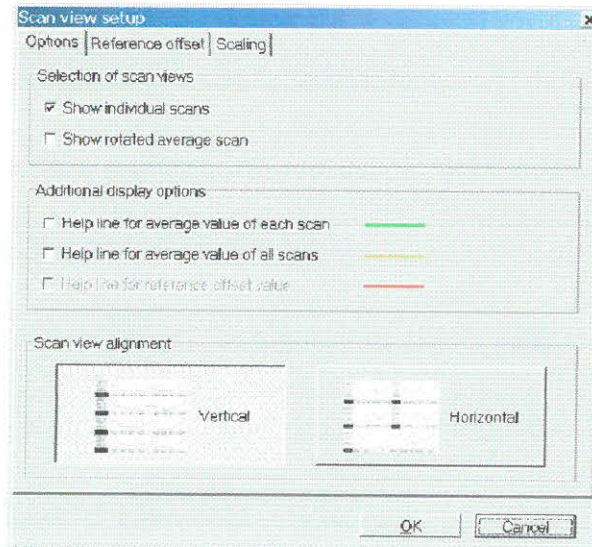 Scan view setup
Options Reference offset Scaling
Selection of scan views
Show individual scans
Show rotated average scan
Additional display options
Help line for average value of each scan
Help line for average value of all scans
Help line for reference offset value
Scan view alignment
Vertical Horizontal
OK Cancel